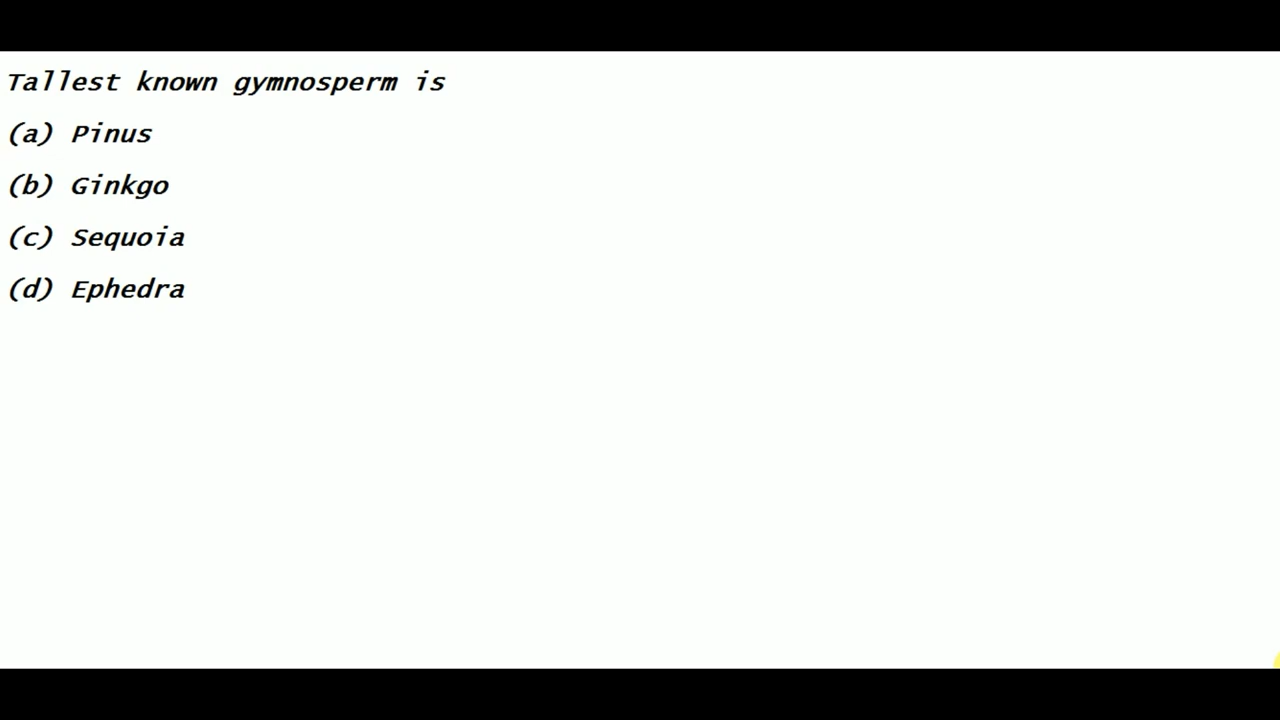 Tallest known gymnosperm is
(a) Pinus
(b) Ginkgo
(c) Sequoia
(d) Ephedra